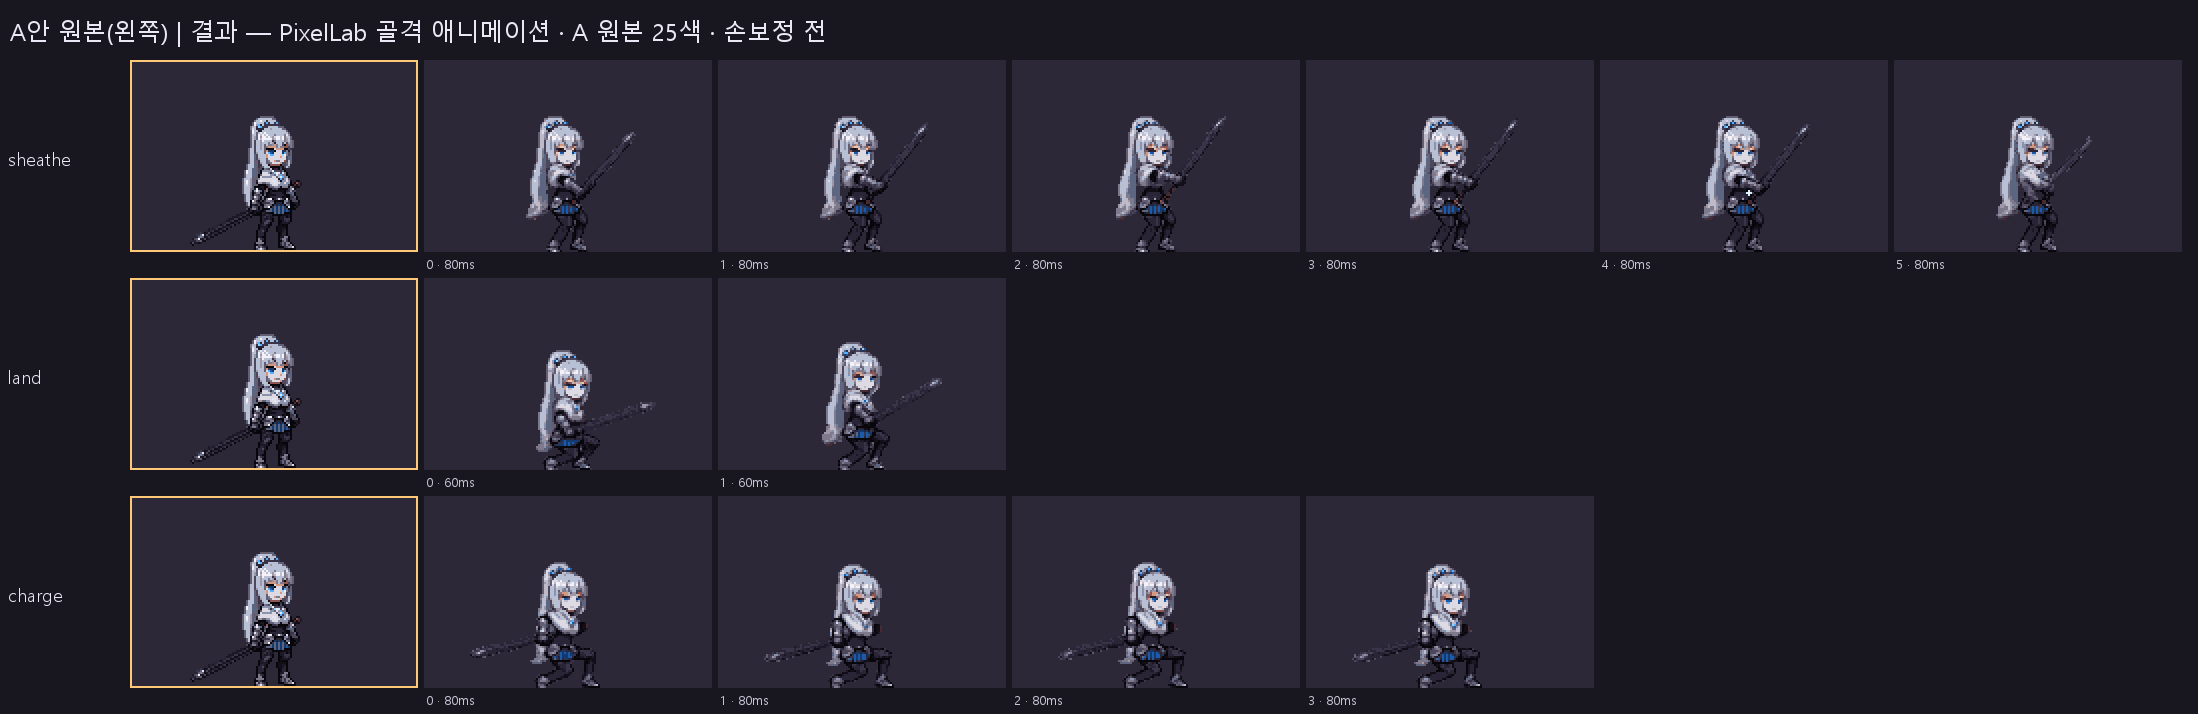 A안 원본(왼쪽) | 결과 — PixelLab 골격 애니메이션 · A 원본 25색 · 손보정 전
sheathe
0 · 80ms 1 · 80ms 2 · 80ms 3 · 80ms 4 · 80ms 5 · 80ms
land
0 · 60ms 1 · 60ms
charge
0 · 80ms 1 · 80ms 2 · 80ms 3 · 80ms